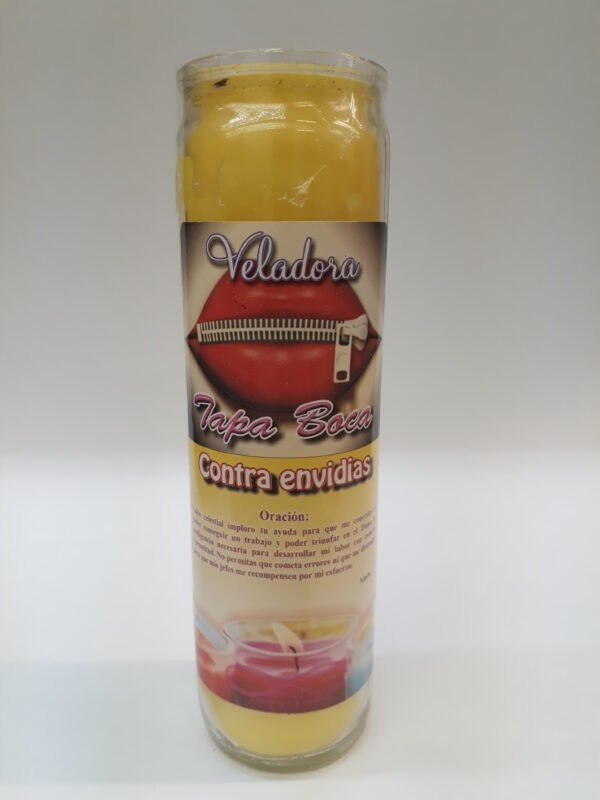 Veladora
Tapa Boca
Contra envidias
Oración:
celestial imploro tu ayuda para que me
conseguir un trabajo y poder triunfar en el.
necesaria para desarrollar mi labor con
No permitas que cometa errores ni que me
que mis jefes me recompensen por mi esfuerzo.